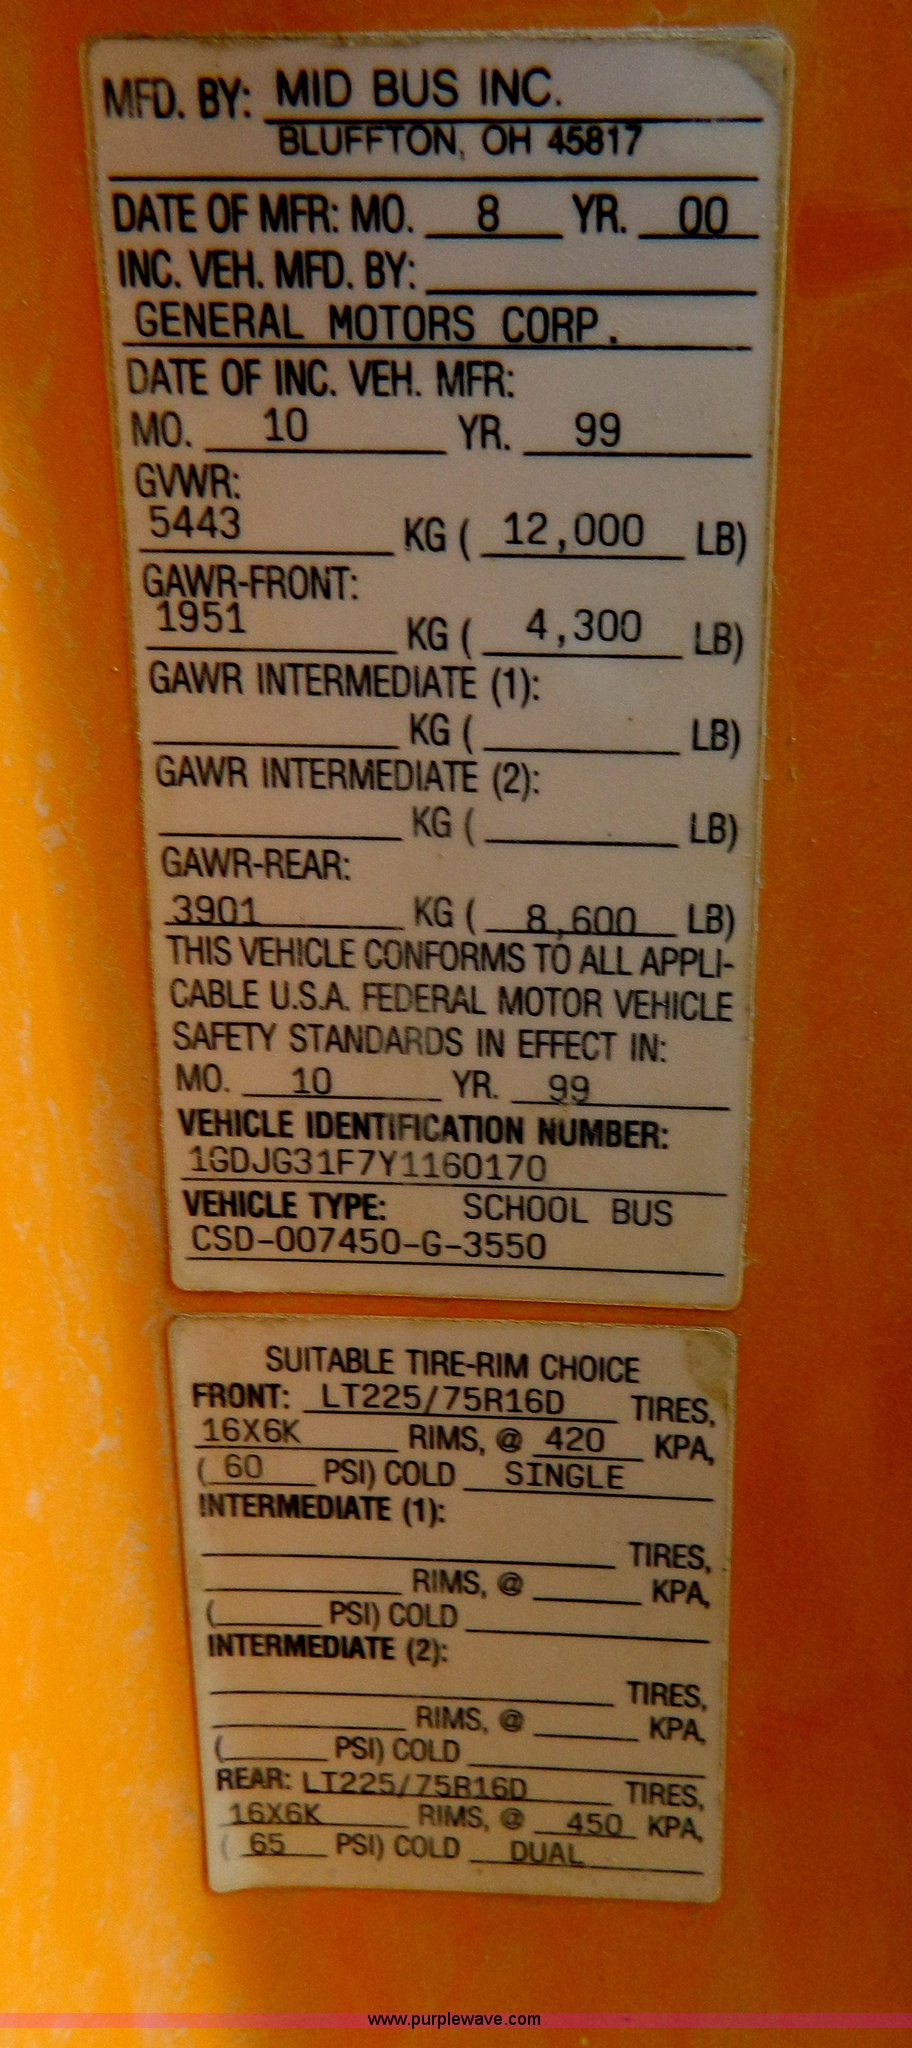 MFD. BY: MID BUS INC.
BLUFFTON, OH 45817
DATE OF MFR: MO. 8 YR. 00
INC. VEH. MFD. BY:
GENERAL MOTORS CORP.
DATE OF INC. VEH. MFR:
MO. 10 YR. 99
GVWR:
5443 KG ( 12,000 LB)
GAWR-FRONT:
1951 KG ( 4,300 LB)
GAWR INTERMEDIATE (1):
KG ( LB)
GAWR INTERMEDIATE (2):
KG ( LB)
GAWR-REAR:
3901 KG ( 8,600 LB)
THIS VEHICLE CONFORMS TO ALL APPLI-
CABLE U.S.A. FEDERAL MOTOR VEHICLE
SAFETY STANDARDS IN EFFECT IN:
MO. 10 YR. 99
VEHICLE IDENTIFICATION NUMBER:
1GDJG31F7Y1160170
VEHICLE TYPE: SCHOOL BUS
CSD-007450-G-3550
SUITABLE TIRE-RIM CHOICE
FRONT: LT225/75R16D TIRES,
16X6K RIMS, @ 420 KPA,
( 60 PSI) COLD SINGLE
INTERMEDIATE (1):
TIRES,
RIMS, @ KPA,
( PSI) COLD
INTERMEDIATE (2):
TIRES,
RIMS, @ KPA,
( PSI) COLD
REAR: LT225/75R16D TIRES,
16X6K RIMS, @ 450 KPA,
( 65 PSI) COLD DUAL
www.purplewave.com